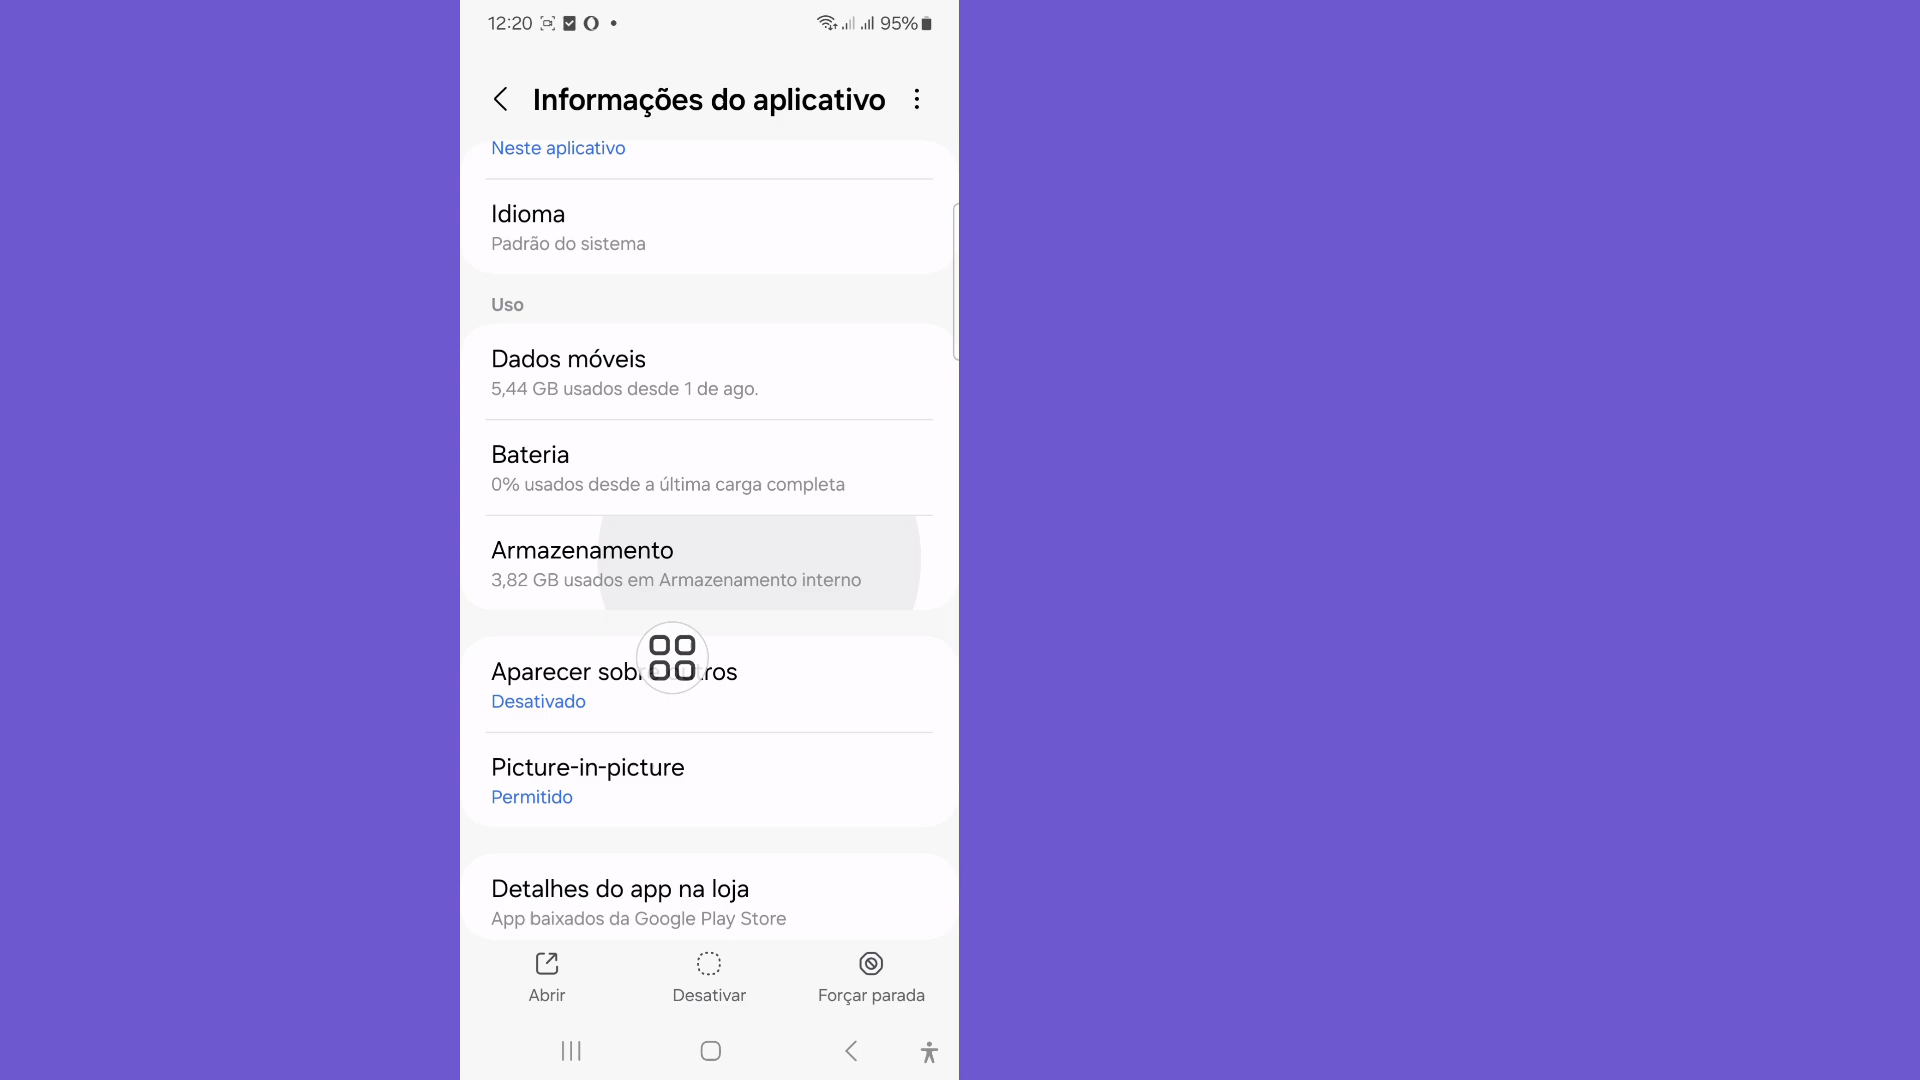 12:20
95%
Informações do aplicativo
Neste aplicativo
Idioma
Padrão do sistema
Uso
Dados móveis
5,44 GB usados desde 1 de ago.
Bateria
0% usados desde a última carga completa
Armazenamento
3,82 GB usados em Armazenamento interno
Aparecer
Desativado
Picture-in-picture
Permitido
Detalhes do app na loja
App baixados da Google Play Store
Abrir
Desativar
Forçar parada